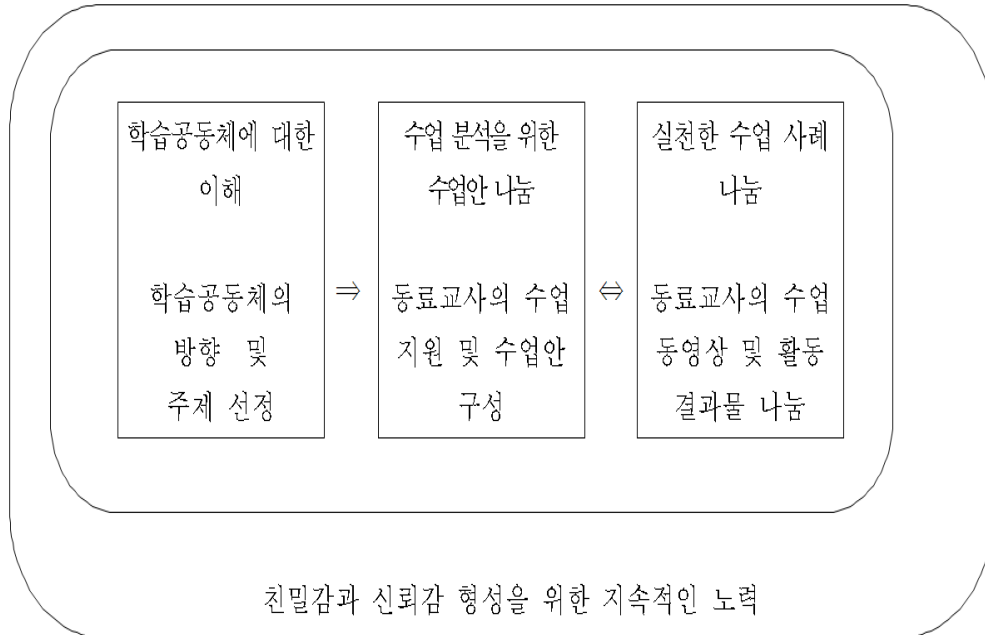 학습공동체에 대한
이해
학습공동체의
방향 및
주제 선정
⇒
수업 분석을 위한
수업안 나눔
동료교사의 수업
지원 및 수업안
구성
⇔
실천한 수업 사례
나눔
동료교사의 수업
동영상 및 활동
결과물 나눔
친밀감과 신뢰감 형성을 위한 지속적인 노력